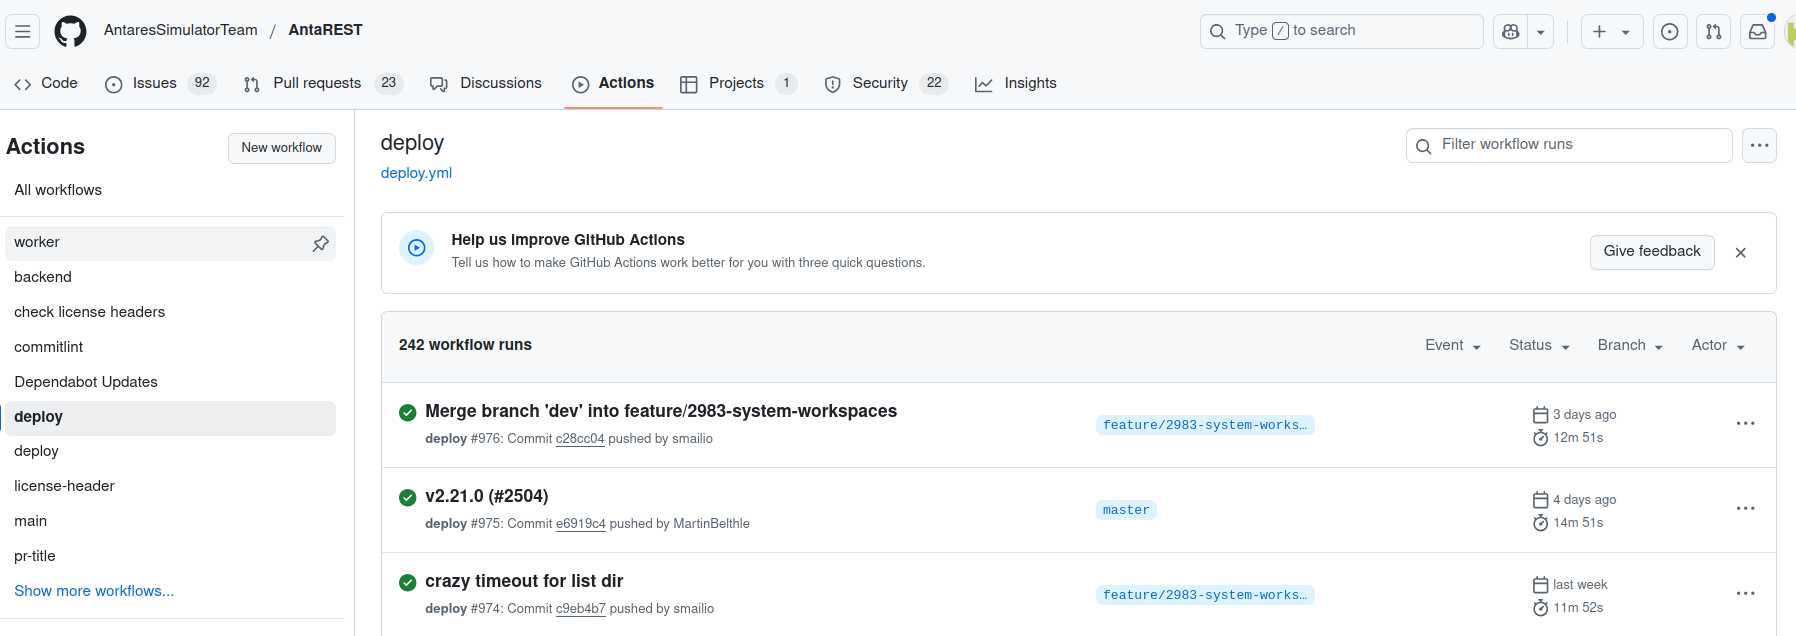 AntaresSimulatorTeam / AntaREST
Type / to search
Code
Issues 92
Pull requests 23
Discussions
Actions
Projects 1
Security 22
Insights
Actions
New workflow
All workflows
worker
backend
check license headers
commitlint
Dependabot Updates
deploy
deploy
license-header
main
pr-title
Show more workflows...
deploy
deploy.yml
Filter workflow runs
Help us improve GitHub Actions
Tell us how to make GitHub Actions work better for you with three quick questions.
Give feedback
242 workflow runs
Event Status Branch Actor
Merge branch 'dev' into feature/2983-system-workspaces
deploy #976: Commit c28cc04 pushed by smailio
feature/2983-system-works…
3 days ago
12m 51s
v2.21.0 (#2504)
deploy #975: Commit e6919c4 pushed by MartinBelthle
master
4 days ago
14m 51s
crazy timeout for list dir
deploy #974: Commit c9eb4b7 pushed by smailio
feature/2983-system-works…
last week
11m 52s